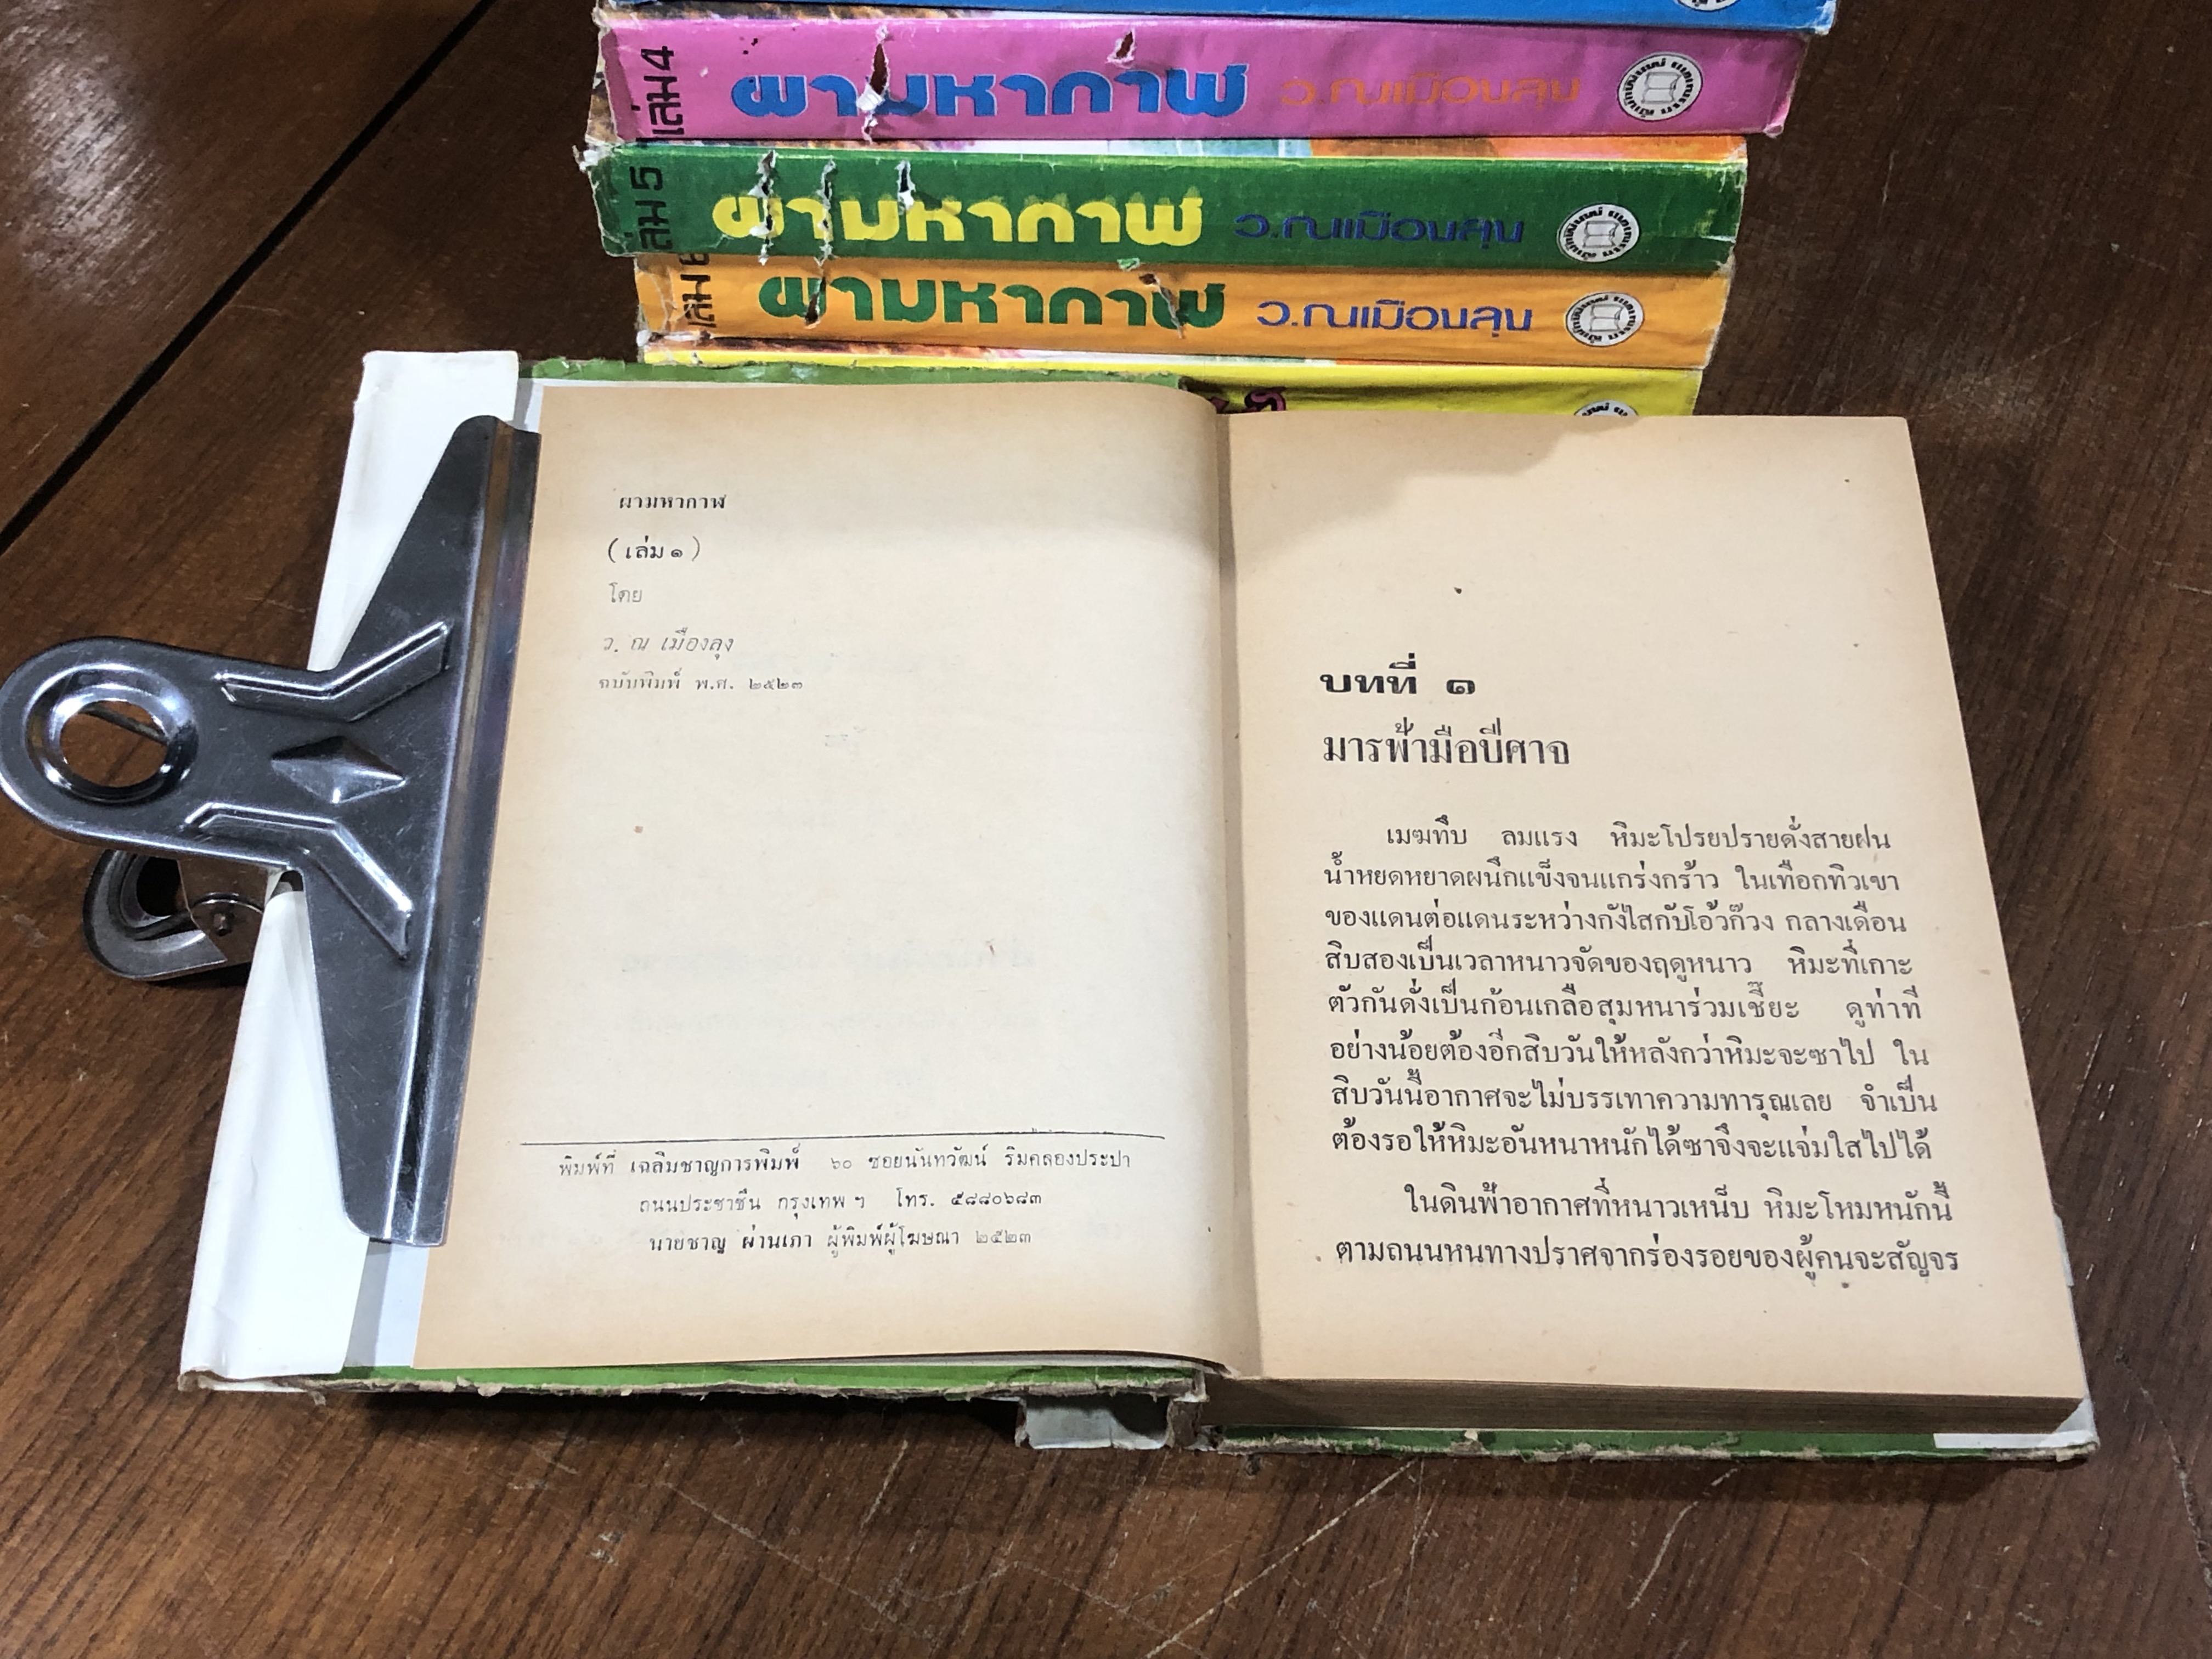 เล่ม 4 ผามหากาฬ ว.ณเมืองลุง
เล่ม 5 ผามหากาฬ ว.ณเมืองลุง
เล่ม 6 ผามหากาฬ ว.ณเมืองลุง
ผามหากาฬ
(เล่ม ๑)
โดย
ว. ณ เมืองลุง
ฉบับพิมพ์ พ.ศ. ๒๕๒๓
พิมพ์ที่ เฉลิมชาญการพิมพ์ ๖๐ ซอยนันทวัฒน์ ริมคลองประปา
ถนนประชาชื่น กรุงเทพ ฯ โทร. ๕๘๘๐๖๘๓
นายชาญ ผ่านเภา ผู้พิมพ์ผู้โฆษณา ๒๕๒๓
บทที่ ๑
มารฟ้ามือปีศาจ
เมฆทึบ ลมแรง หิมะโปรยปรายดั่งสายฝน
น้ำหยดหยาดผนึกแข็งจนแกร่งกร้าว ในเทือกทิวเขา
ของแดนต่อแดนระหว่างกังไสกับโอ้วก๊วง กลางเดือน
สิบสองเป็นเวลาหนาวจัดของฤดูหนาว หิมะที่เกาะ
ตัวกันดั่งเป็นก้อนเกลือสุมหนาร่วมเชี๊ยะ ดูท่าที
อย่างน้อยต้องอีกสิบวันให้หลังกว่าหิมะจะซาไป ใน
สิบวันนี้อากาศจะไม่บรรเทาความทารุณเลย จำเป็น
ต้องรอให้หิมะอันหนาหนักได้ซาจึงจะแจ่มใสไปได้
ในดินฟ้าอากาศที่หนาวเหน็บ หิมะโหมหนักนี้
ตามถนนหนทางปราศจากร่องรอยของผู้คนจะสัญจร